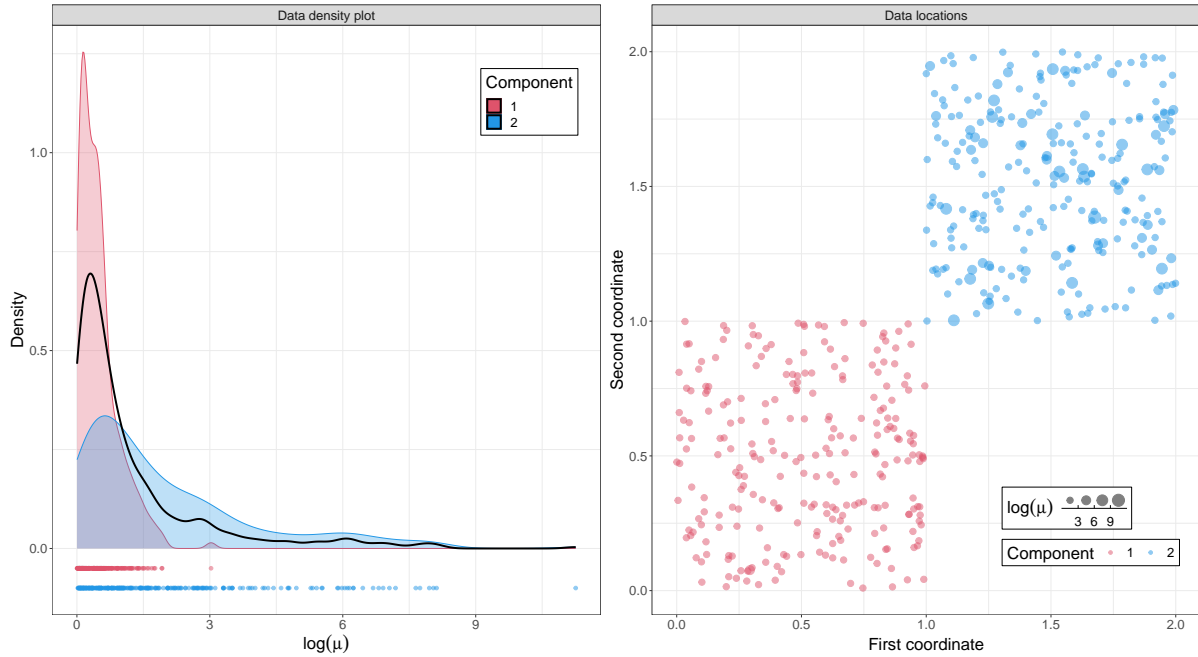 Data density plot
Component
1
2
Density
1.0
0.5
0.0
0
3
6
9
log(μ)
Data locations
Second coordinate
2.0
1.5
1.0
0.5
0.0
log(μ)
3 6 9
Component 1 2
0.0
0.5
1.0
1.5
2.0
First coordinate